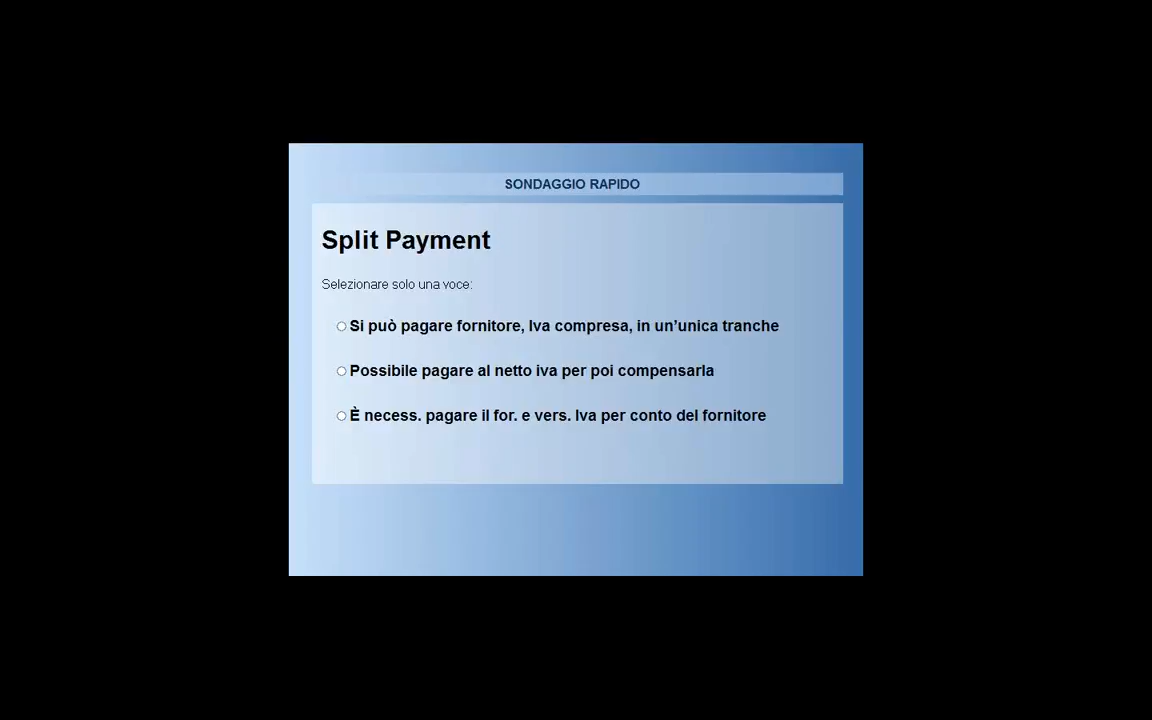 SONDAGGIO RAPIDO
Split Payment
Selezionare solo una voce:
Si può pagare fornitore, Iva compresa, in un’unica tranche
Possibile pagare al netto iva per poi compensarla
È necess. pagare il for. e vers. Iva per conto del fornitore